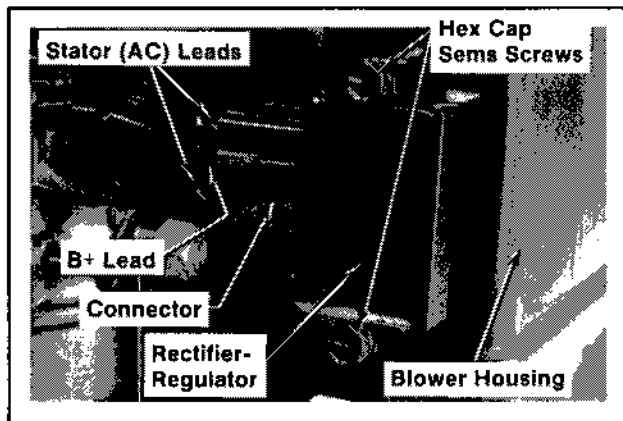 Stator (AC) Leads
Hex Cap
Sems Screws
B+ Lead
Connector
Rectifier-
Regulator
Blower Housing